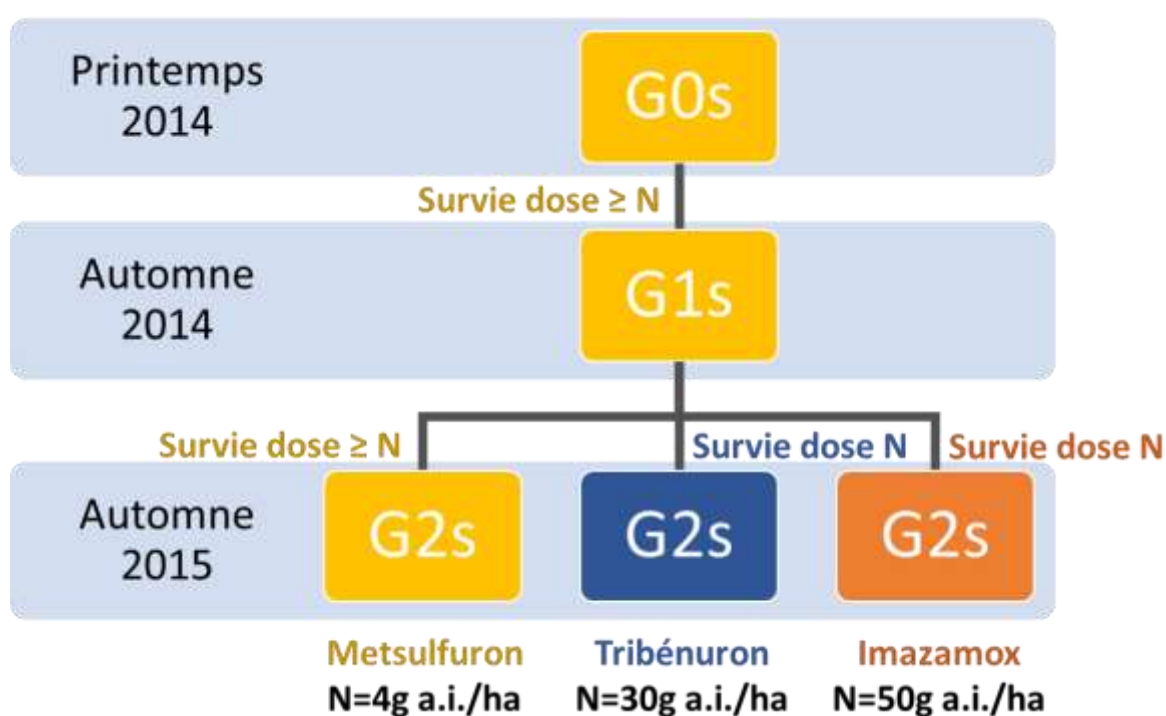 Printemps
2014
G0s
Survie dose ≥ N
Automne
2014
G1s
Survie dose ≥ N
Survie dose N
Survie dose N
Automne
2015
G2s
G2s
G2s
Metsulfuron
N=4g a.i./ha
Tribénuron
N=30g a.i./ha
Imazamox
N=50g a.i./ha